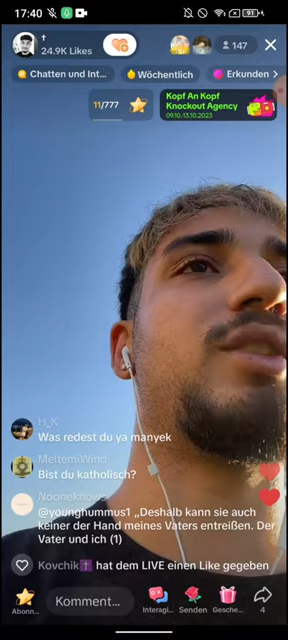 17:40
91
†
24.9K Likes
147
Chatten und Int...
Wöchentlich
Erkunden
11/777
Kopf An Kopf
Knockout Agency
09.10-13.10.2023
H_K
Was redest du ya manyek
MeltemiWind
Bist du katholisch?
Nooneknows
@younghummus1 „Deshalb kann sie auch
keiner der Hand meines Vaters entreißen. Der
Vater und ich (1)
Kovchik✝️ hat dem LIVE einen Like gegeben
Abonn...
Komment...
Interagi...
Senden
Gesche...
4